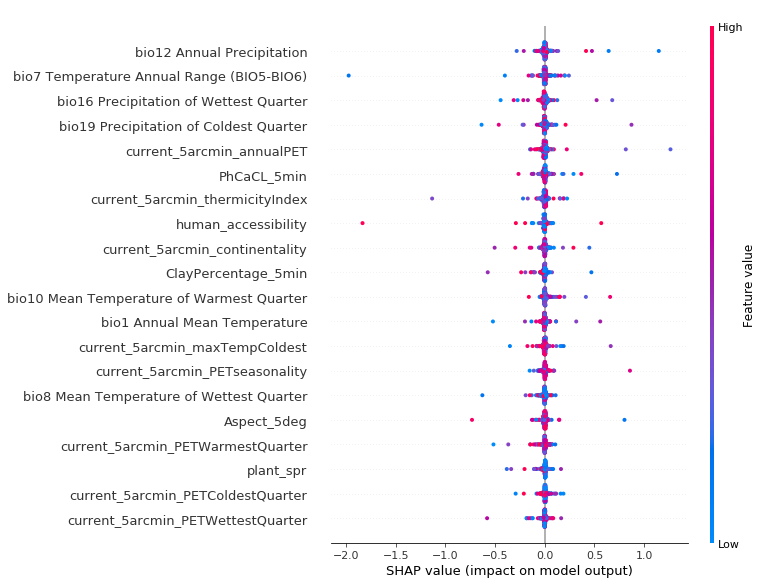 High
bio12 Annual Precipitation
bio7 Temperature Annual Range (BIO5-BIO6)
bio16 Precipitation of Wettest Quarter
bio19 Precipitation of Coldest Quarter
current_5arcmin_annualPET
PhCaCL_5min
current_5arcmin_thermicityIndex
human_accessibility
current_5arcmin_continentality
ClayPercentage_5min
bio10 Mean Temperature of Warmest Quarter
bio1 Annual Mean Temperature
current_5arcmin_maxTempColdest
current_5arcmin_PETseasonality
bio8 Mean Temperature of Wettest Quarter
Aspect_5deg
current_5arcmin_PETWarmestQuarter
plant_spr
current_5arcmin_PETColdestQuarter
current_5arcmin_PETWettestQuarter
Feature value
Low
−2.0 −1.5 −1.0 −0.5 0.0 0.5 1.0
SHAP value (impact on model output)